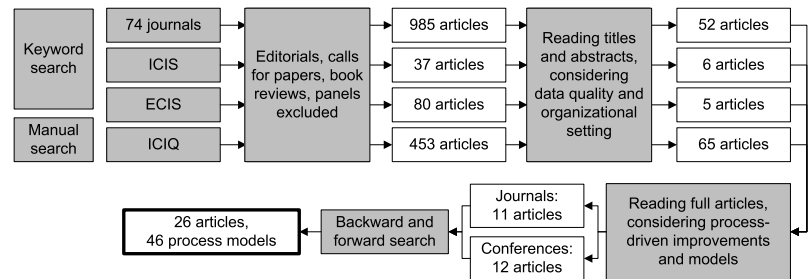 Keyword
search
Manual
search
74 journals
ICIS
ECIS
ICIQ
Editorials, calls
for papers, book
reviews, panels
excluded
985 articles
37 articles
80 articles
453 articles
Reading titles
and abstracts,
considering
data quality and
organizational
setting
52 articles
6 articles
5 articles
65 articles
Reading full articles,
considering process-
driven improvements
and models
Journals:
11 articles
Conferences:
12 articles
Backward and
forward search
26 articles,
46 process models